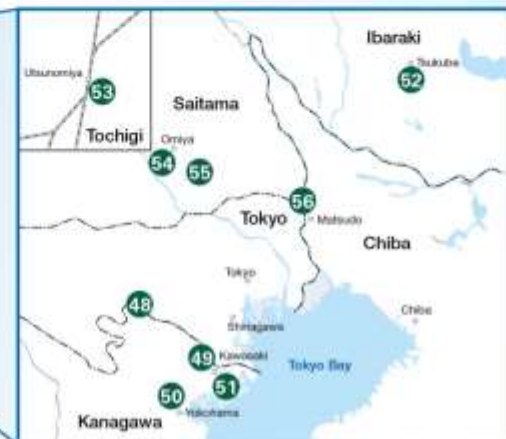 Ibaraki
Tsukuba
52
Utsunomiya
53
Saitama
Tochigi
Omiya
54
55
56
Tokyo
Matsudo
Chiba
Tokyo
48
Chiba
Shinagawa
49
Kawasaki
Tokyo Bay
51
50
Yokohama
Kanagawa